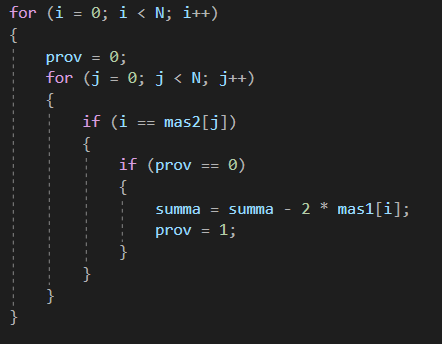 for (i = 0; i < N; i++)
{
    prov = 0;
    for (j = 0; j < N; j++)
    {
        if (i == mas2[j])
        {
            if (prov == 0)
            {
                summa = summa - 2 * mas1[i];
                prov = 1;
            }
        }
    }
}